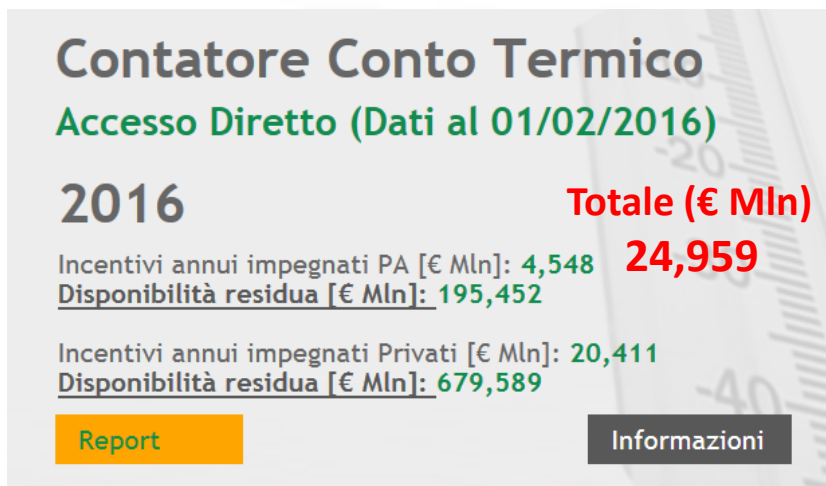 Contatore Conto Termico
Accesso Diretto (Dati al 01/02/2016)
-20
2016
Totale (€ Mln)
24,959
Incentivi annui impegnati PA [€ Mln]: 4,548
Disponibilità residua [€ Mln]: 195,452
Incentivi annui impegnati Privati [€ Mln]: 20,411
Disponibilità residua [€ Mln]: 679,589
-40
Report
Informazioni